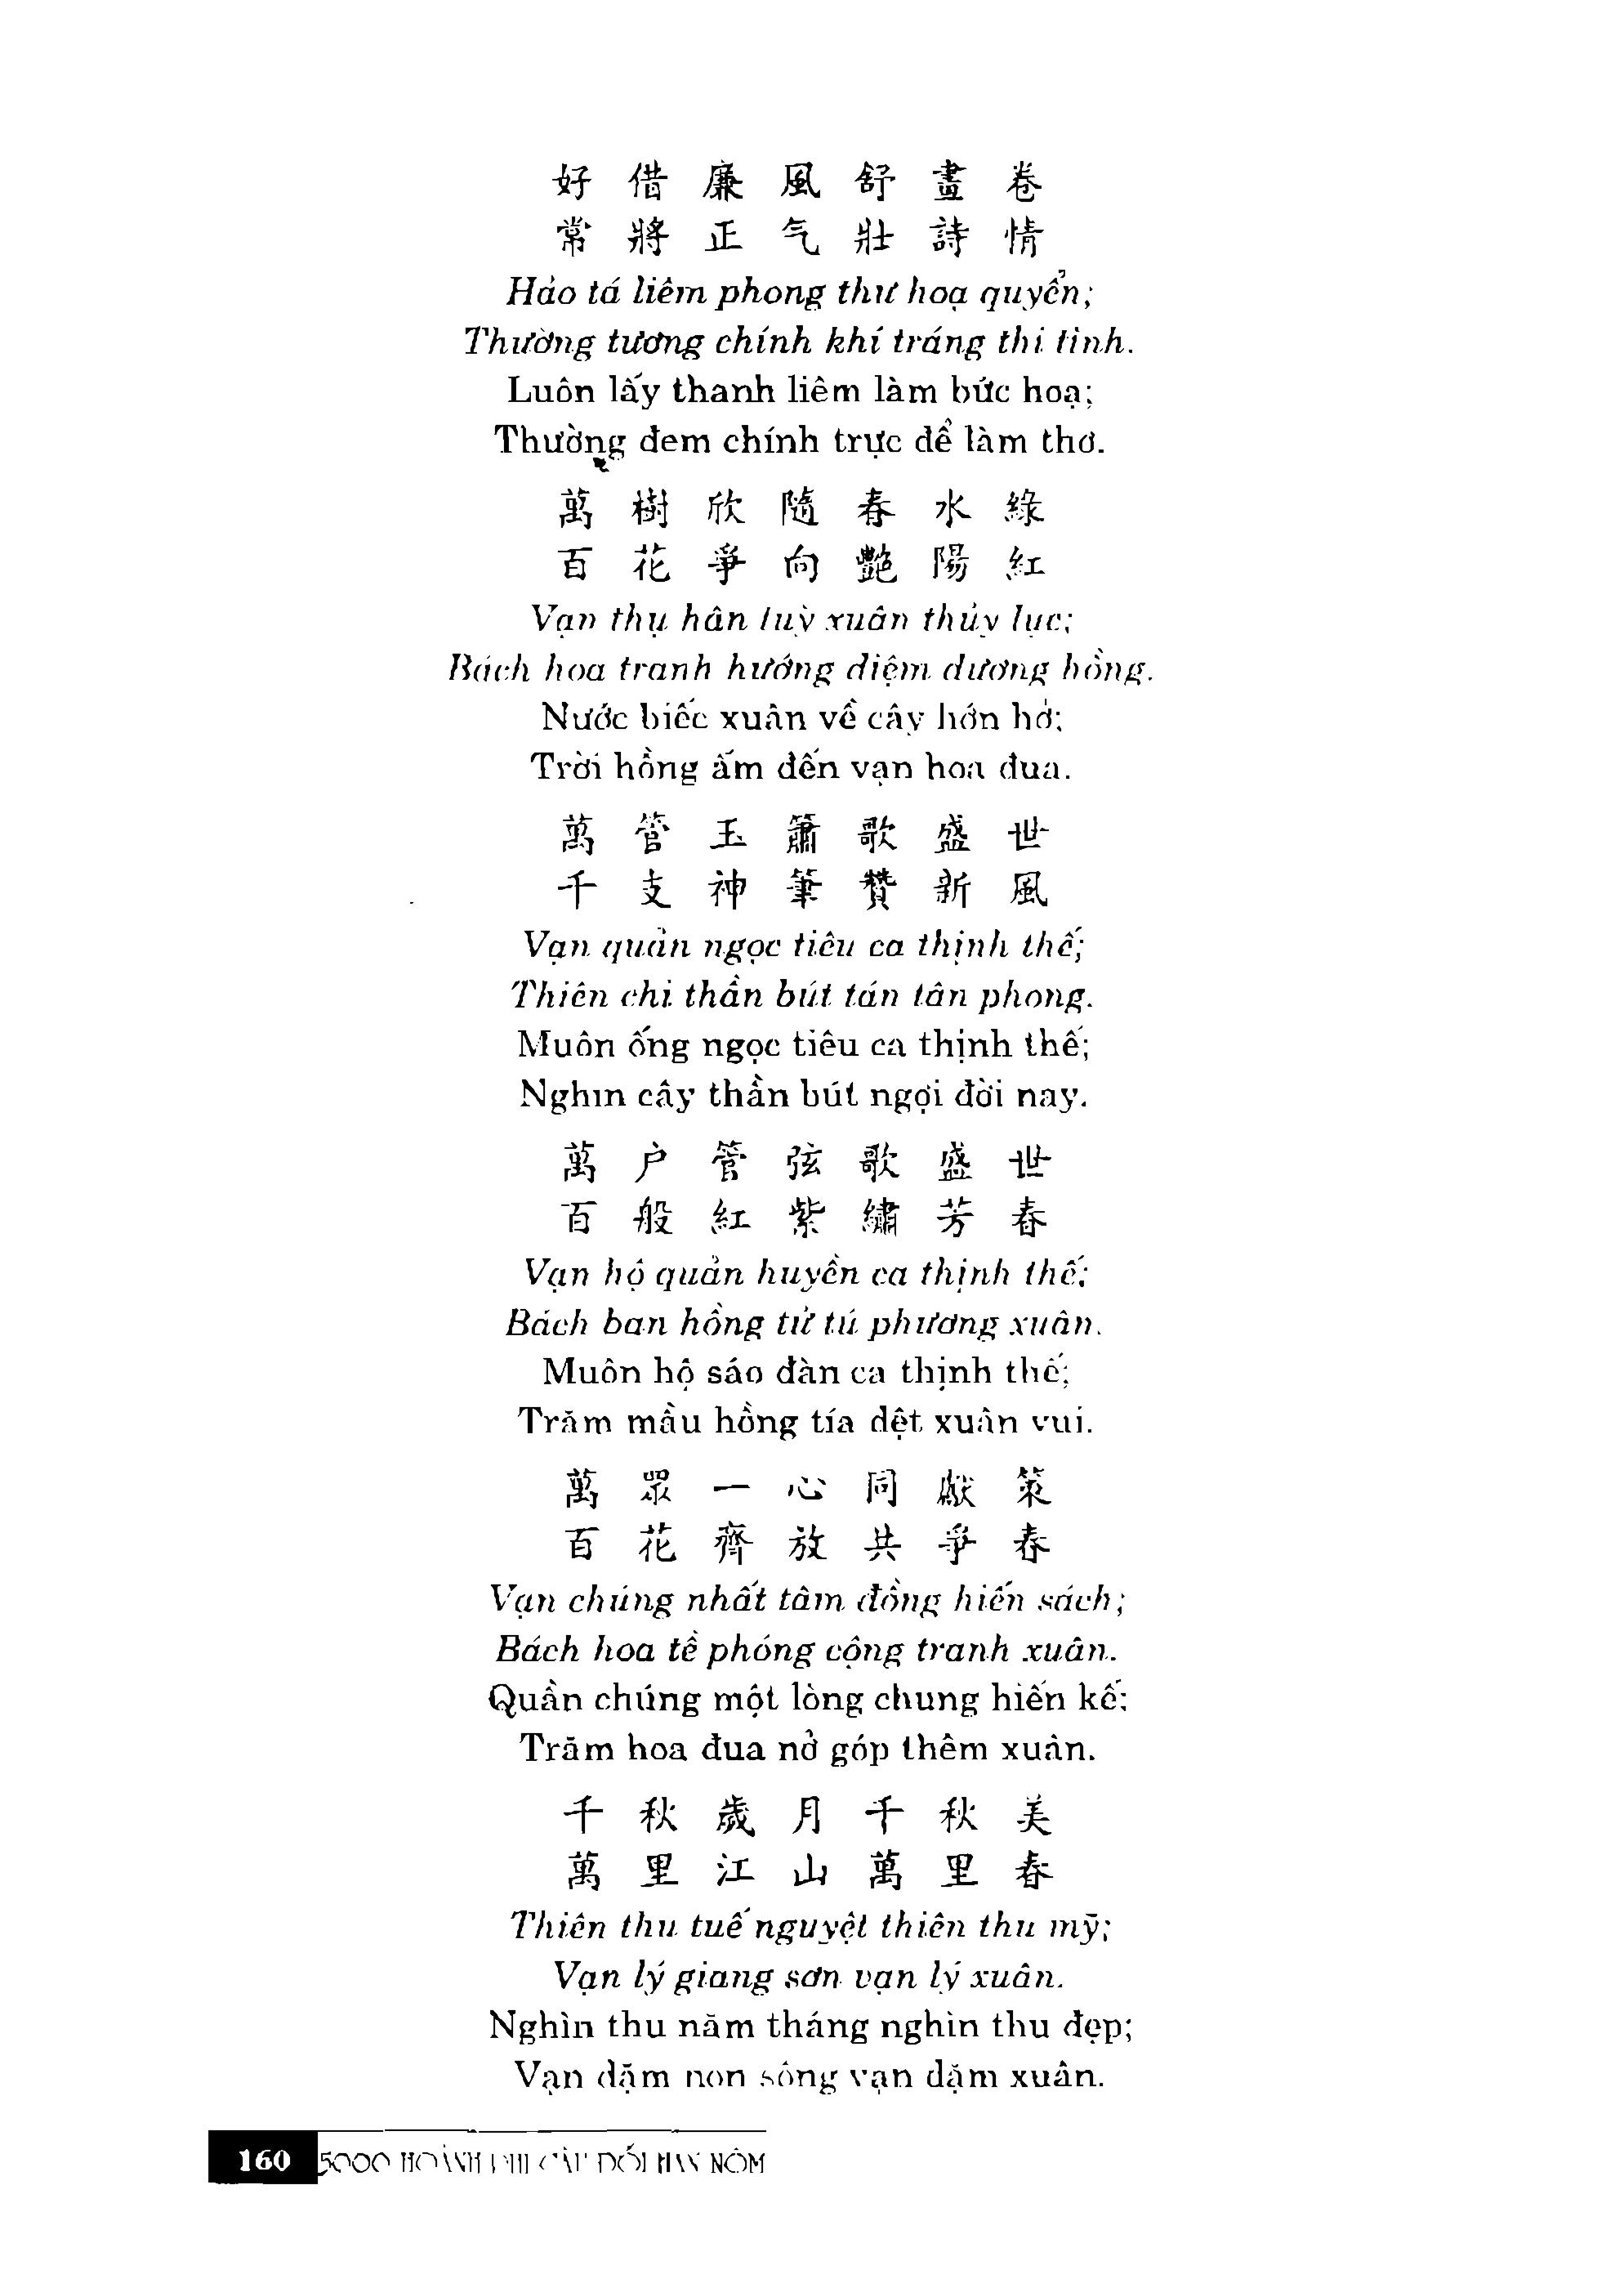 好借廉風舒畫卷
常將正气壯詩情
Hảo tá liêm phong thư hoạ quyển;
Thường tương chính khí tráng thi tình.
Luôn lấy thanh liêm làm bức hoạ;
Thường đem chính trực để làm thơ.
萬樹欣隨春水綠
百花爭向艷陽紅
Vạn thụ hân tuỳ xuân thủy lục;
Bách hoa tranh hướng diệm dương hồng.
Nước biếc xuân về cây hớn hở;
Trời hồng ấm đến vạn hoa đua.
萬管玉簫歌盛世
千支神筆贊新風
Vạn quản ngọc tiêu ca thịnh thế;
Thiên chi thần bút tán tân phong.
Muôn ống ngọc tiêu ca thịnh thế;
Nghìn cây thần bút ngợi đời nay.
萬户管弦歌盛世
百般紅紫繡芳春
Vạn hộ quản huyền ca thịnh thế;
Bách ban hồng tử tú phương xuân.
Muôn hộ sáo đàn ca thịnh thế;
Trăm mầu hồng tía dệt xuân vui.
萬眾一心同獻策
百花齊放共爭春
Vạn chúng nhất tâm đồng hiến sách;
Bách hoa tề phóng cộng tranh xuân.
Quần chúng một lòng chung hiến kế;
Trăm hoa đua nở góp thêm xuân.
千秋歲月千秋美
萬里江山萬里春
Thiên thu tuế nguyệt thiên thu mỹ;
Vạn lý giang sơn vạn lý xuân.
Nghìn thu năm tháng nghìn thu đẹp;
Vạn dặm non sông vạn dặm xuân.
160 5000 HOÀNH PHI CÂU ĐỐI HÁN NÔM